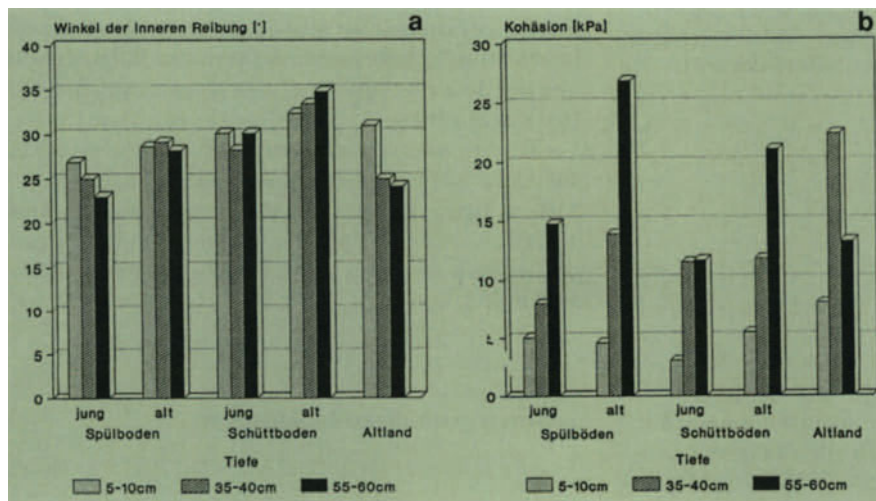 Winkel der Inneren Reibung [°] a
40
35
30
25
20
15
10
5
0
jung alt jung alt
Spülboden Schüttboden Altland
Tiefe
5-10cm 35-40cm 55-60cm
Kohäsion [kPa] b
30
25
20
15
10
0
jung alt jung alt
Spülböden Schüttböden Altland
Tiefe
5-10cm 35-40cm 55-60cm